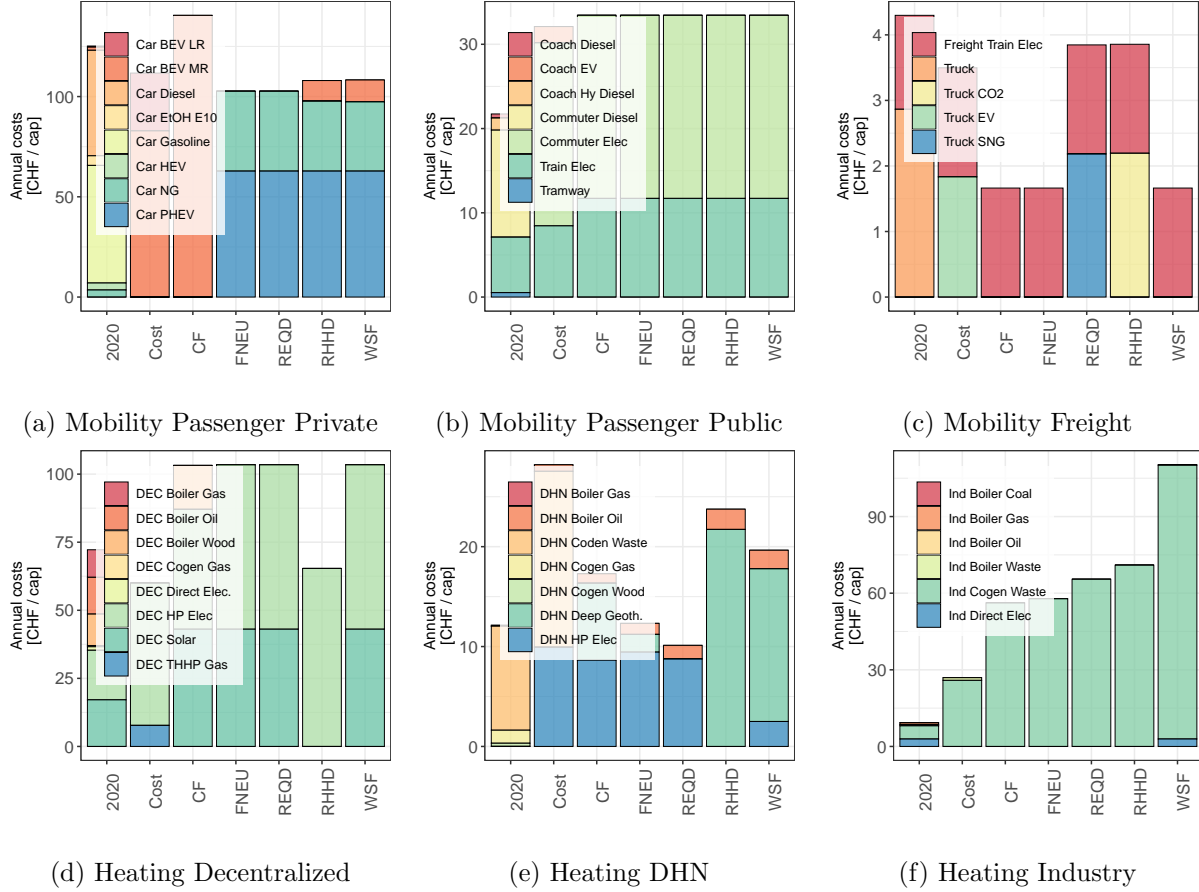 Annual costs
[CHF / cap]
100
50
0
Car BEV LR
Car BEV MR
Car Diesel
Car EtOH E10
Car Gasoline
Car HEV
Car NG
Car PHEV
2020
Cost
CF
FNEU
REQD
RHHD
WSF
(a) Mobility Passenger Private
Annual costs
[CHF / cap]
30
20
10
0
Coach Diesel
Coach EV
Coach Hy Diesel
Commuter Diesel
Commuter Elec
Train Elec
Tramway
2020
Cost
CF
FNEU
REQD
RHHD
WSF
(b) Mobility Passenger Public
Annual costs
[CHF / cap]
4
3
2
1
0
Freight Train Elec
Truck
Truck CO2
Truck EV
Truck SNG
2020
Cost
CF
FNEU
REQD
RHHD
WSF
(c) Mobility Freight
Annual costs
[CHF / cap]
100
75
50
25
0
DEC Boiler Gas
DEC Boiler Oil
DEC Boiler Wood
DEC Cogen Gas
DEC Direct Elec.
DEC HP Elec
DEC Solar
DEC THHP Gas
2020
Cost
CF
FNEU
REQD
RHHD
WSF
(d) Heating Decentralized
Annual costs
[CHF / cap]
20
10
0
DHN Boiler Gas
DHN Boiler Oil
DHN Coden Waste
DHN Cogen Gas
DHN Cogen Wood
DHN Deep Geoth.
DHN HP Elec
2020
Cost
CF
FNEU
REQD
RHHD
WSF
(e) Heating DHN
Annual costs
[CHF / cap]
90
60
30
0
Ind Boiler Coal
Ind Boiler Gas
Ind Boiler Oil
Ind Boiler Waste
Ind Cogen Waste
Ind Direct Elec
2020
Cost
CF
FNEU
REQD
RHHD
WSF
(f) Heating Industry